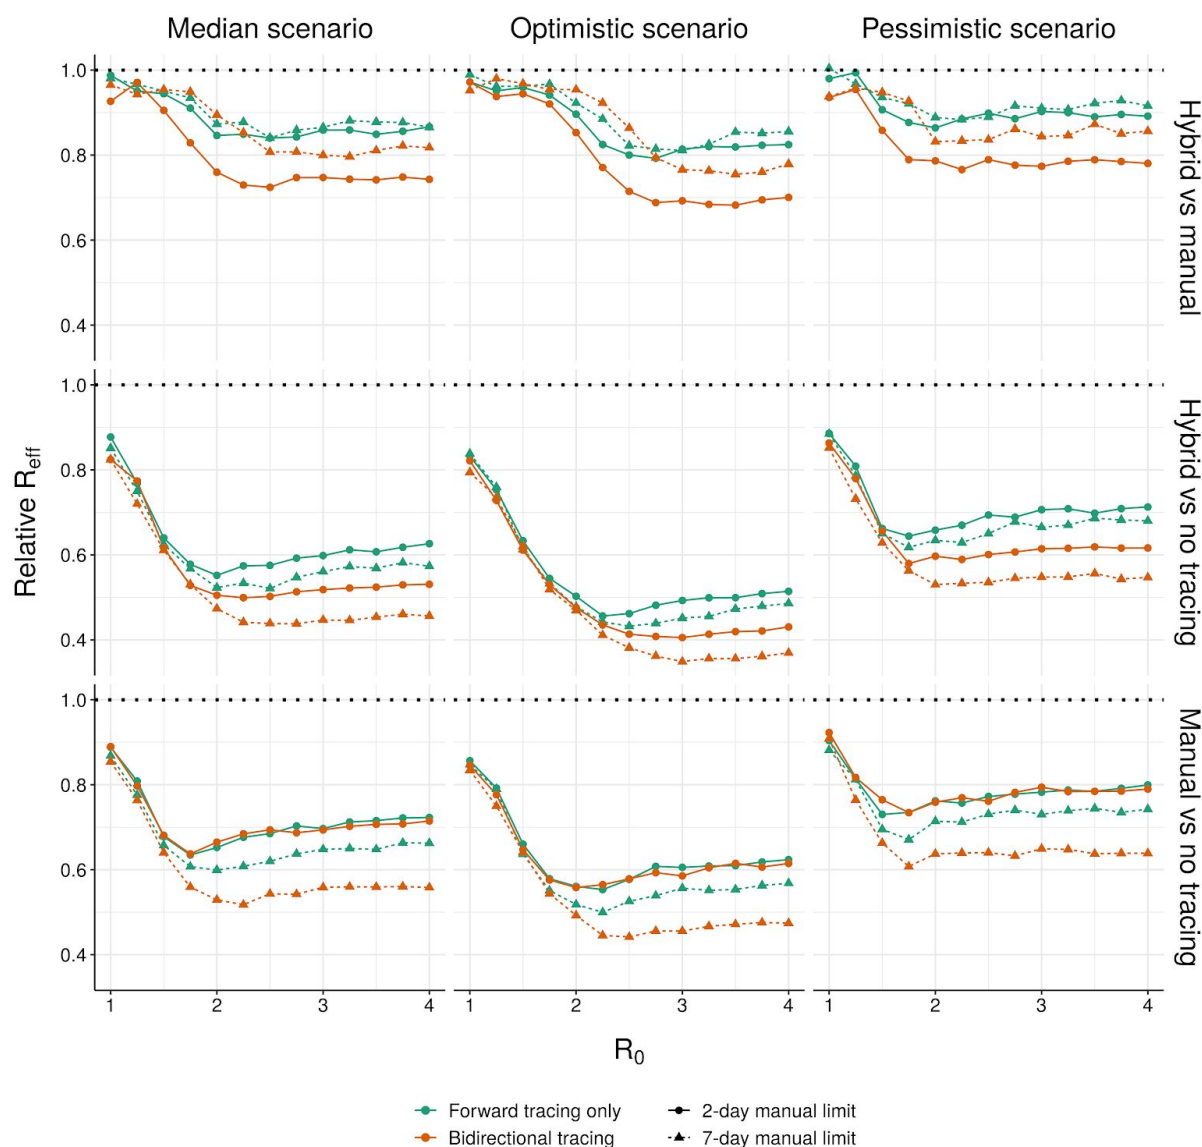 Median scenario
Optimistic scenario
Pessimistic scenario
1.0
0.8
0.6
0.4
Hybrid vs manual
1.0
0.8
0.6
0.4
Hybrid vs no tracing
1.0
0.8
0.6
0.4
Manual vs no tracing
Relative Reff
1 2 3 4
1 2 3 4
1 2 3 4
R0
Forward tracing only
Bidirectional tracing
2-day manual limit
7-day manual limit